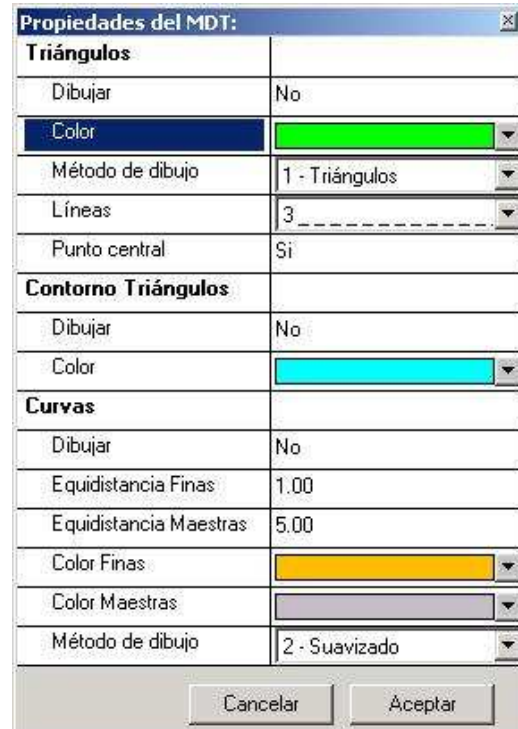 Propiedades del MDT:
Triángulos
Dibujar No
Color
Método de dibujo 1 - Triángulos
Líneas 3
Punto central Si
Contorno Triángulos
Dibujar No
Color
Curvas
Dibujar No
Equidistancia Finas 1.00
Equidistancia Maestras 5.00
Color Finas
Color Maestras
Método de dibujo 2 - Suavizado
Cancelar Aceptar